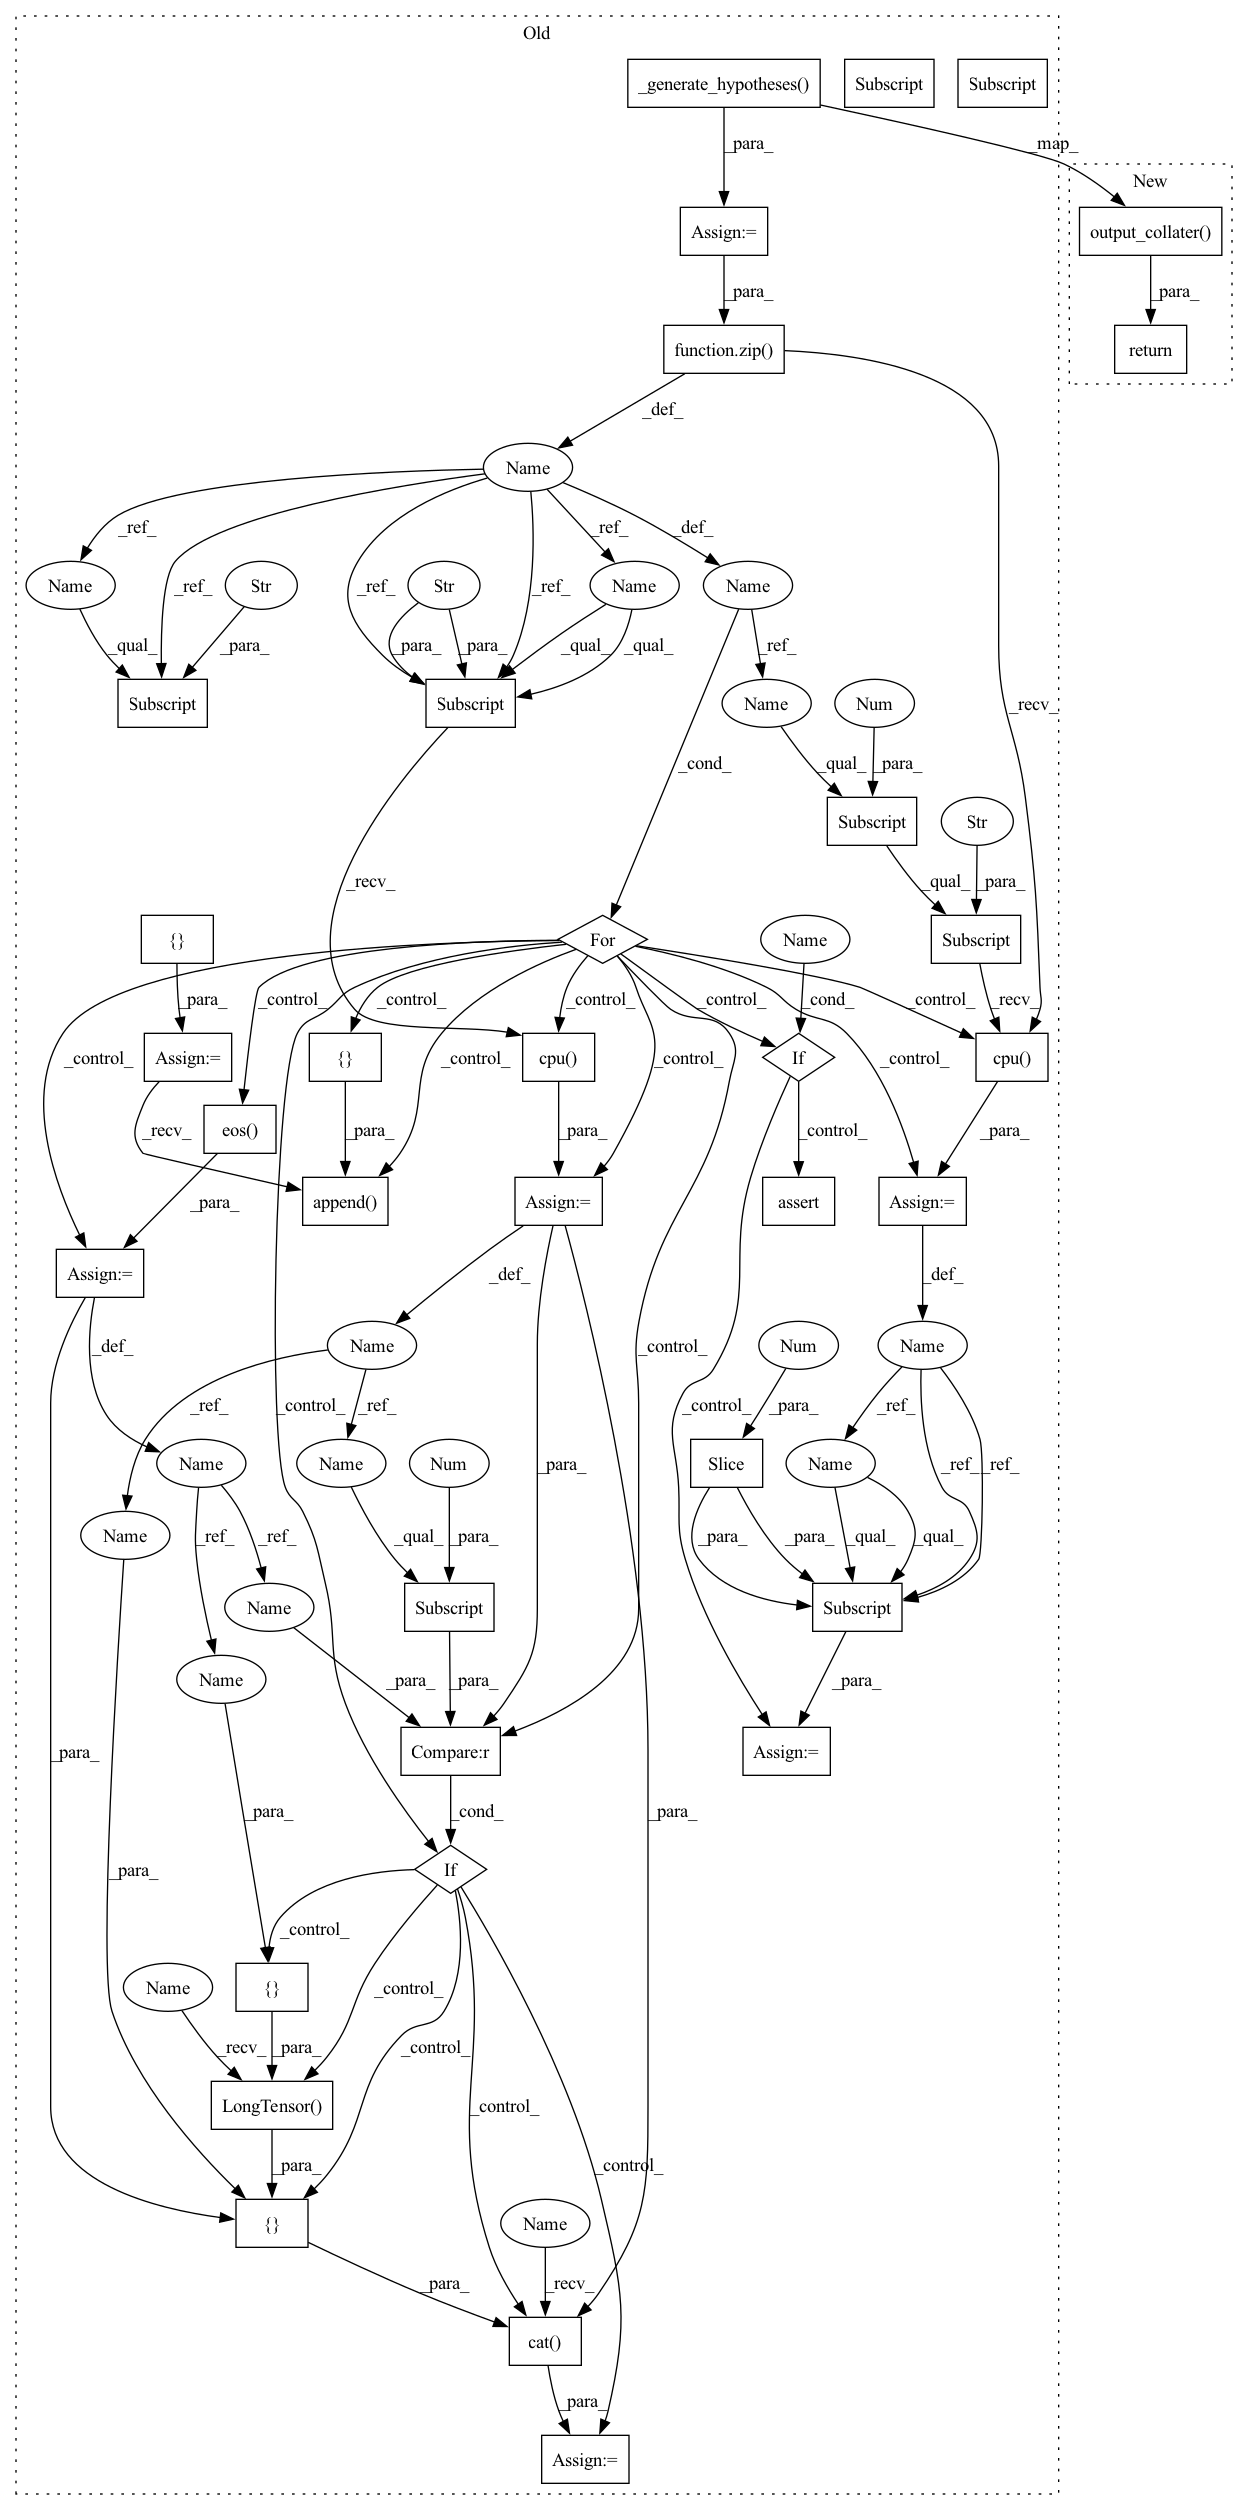 Old
_generate_hypotheses()
Subscript
Subscript
_para_
_map_
New
Assign:=
output_collater()
_para_
_para_
function.zip()
return
_def_
Name
_ref_
_ref_
_ref_
_ref_
_ref_
_def_
Name
Str
Str
Name
Name
_qual_
_para_
_para_
_para_
_qual_
_qual_
_ref_
_recv_
Subscript
Subscript
Name
Num
_cond_
_qual_
_para_
Subscript
Str
_recv_
_qual_
_para_
{}
For
Name
Subscript
_para_
_control_
_control_
_control_
_control_
_control_
_cond_
_control_
_recv_
Assign:=
{}
cpu()
If
cpu()
_control_
_control_
_control_
_control_
eos()
_recv_
_para_
_para_
_control_
_para_
_para_
append()
Assign:=
assert
Assign:=
Assign:=
_def_
_def_
_def_
Name
Num
Name
_control_
_ref_
_ref_
_control_
_control_
_para_
_ref_
_ref_
_ref_
Name
Name
Num
_para_
Slice
Name
Name
_ref_
_ref_
_qual_
_para_
_para_
_para_
_qual_
_qual_
Name
Subscript
Subscript
Name
_para_
_para_
_para_
_para_
Compare:r
Assign:=
_para_
_cond_
_para_
_para_
If
_control_
Name
{}
_recv_
_para_
_control_
_control_
LongTensor()
_control_
_para_
_control_
{}
Name
_para_
_recv_
cat()
_para_
Assign:=